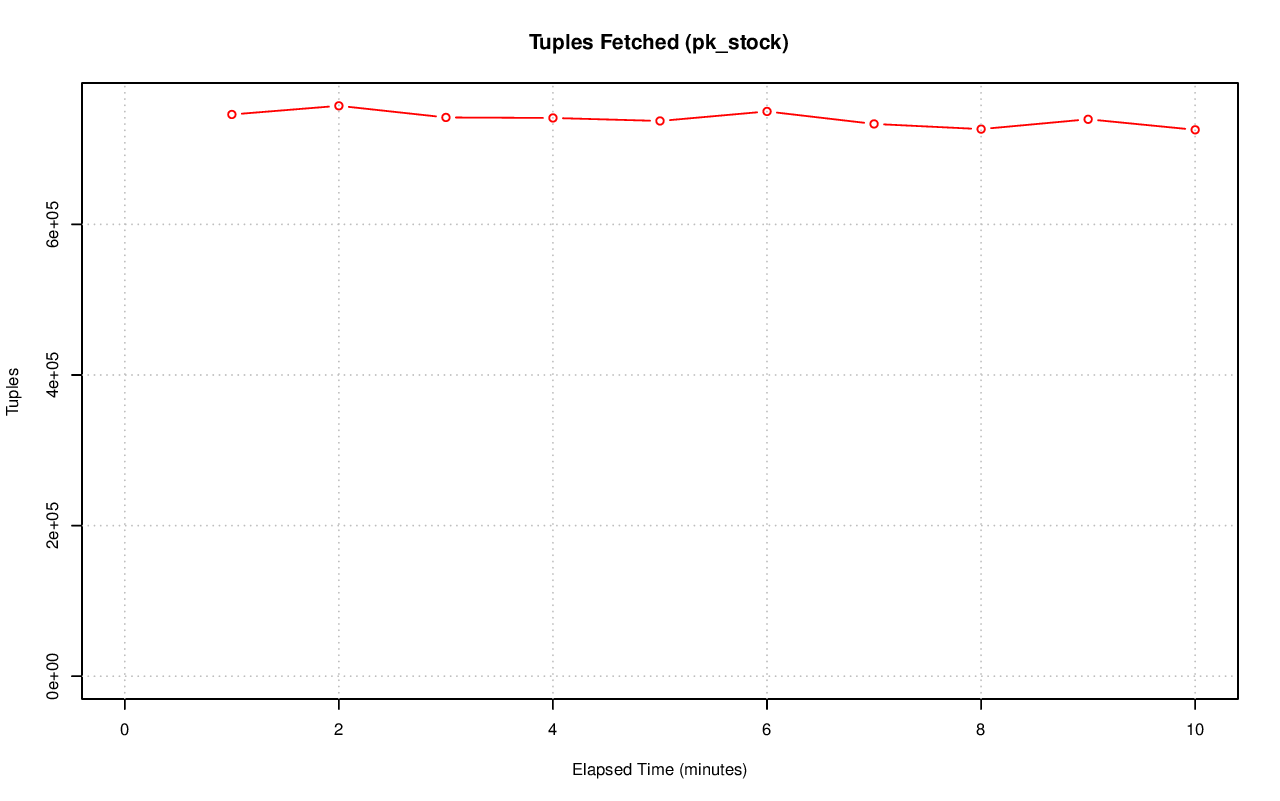 Tuples Fetched (pk_stock)
Tuples
6e+05
4e+05
2e+05
0e+00
0 2 4 6 8 10
Elapsed Time (minutes)